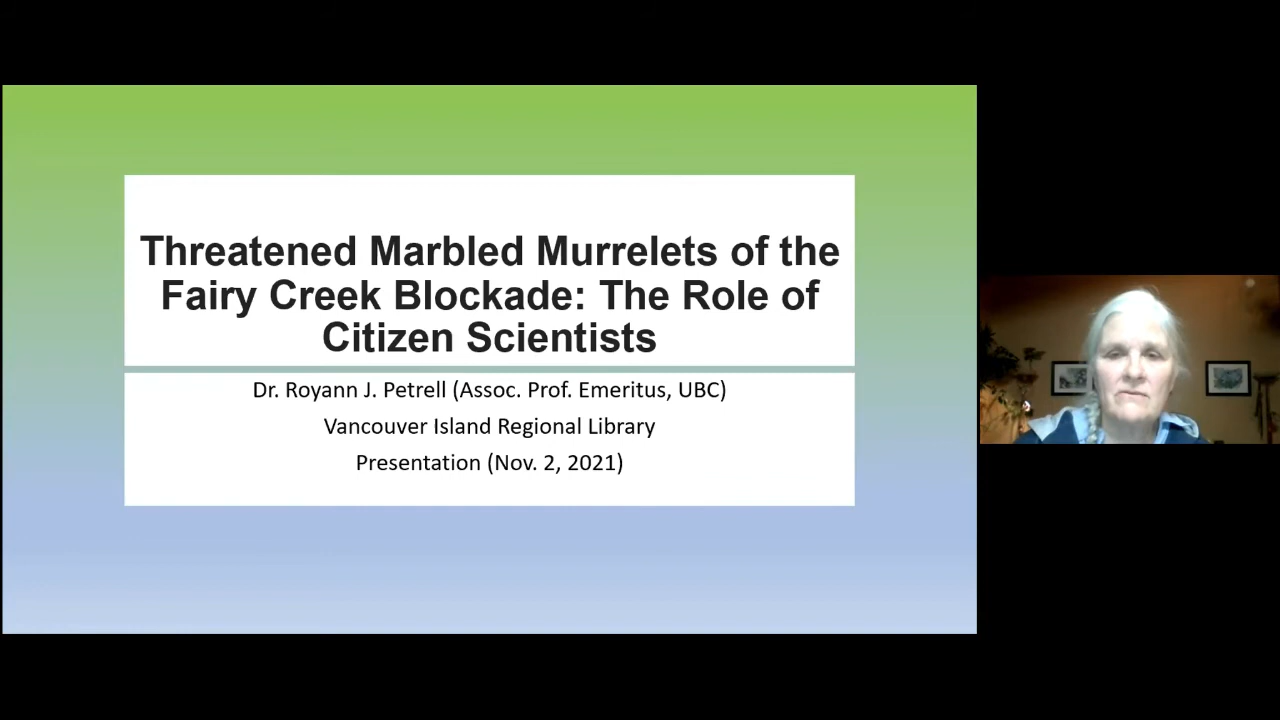 Threatened Marbled Murrelets of the
Fairy Creek Blockade: The Role of
Citizen Scientists
Dr. Royann J. Petrell (Assoc. Prof. Emeritus, UBC)
Vancouver Island Regional Library
Presentation (Nov. 2, 2021)